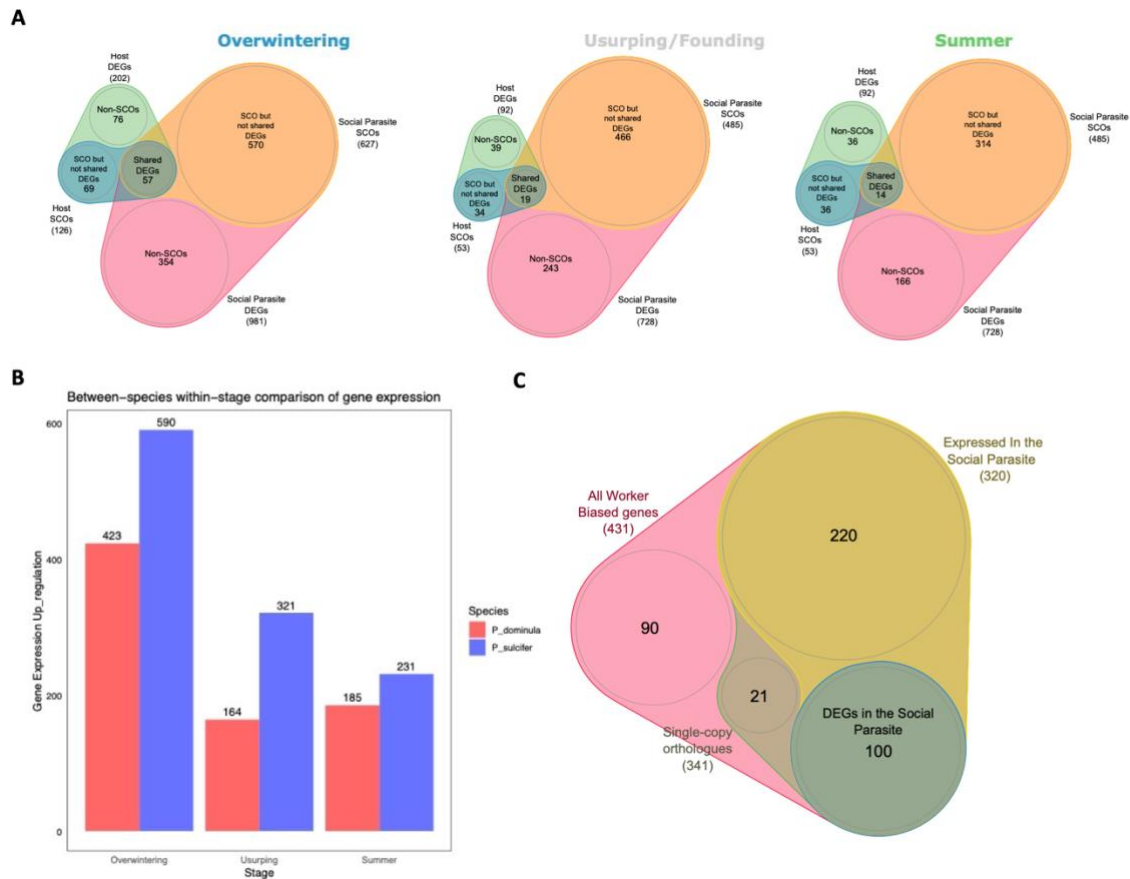 A
Overwintering
Host
DEGs
(202)
Non-SCOs
76
SCO but
not shared
DEGs
570
Social Parasite
SCOs
(627)
SCO but
not shared
DEGs
69
Shared
DEGs
57
Host
SCOs
(126)
Non-SCOs
354
Social Parasite
DEGs
(981)
Usurping/Founding
Host
DEGs
(92)
Non-SCOs
39
SCO but
not shared
DEGs
466
Social Parasite
SCOs
(485)
SCO but
not shared
DEGs
34
Shared
DEGs
19
Host
SCOs
(53)
Non-SCOs
243
Social Parasite
DEGs
(728)
Summer
Host
DEGs
(92)
Non-SCOs
36
SCO but
not shared
DEGs
314
Social Parasite
SCOs
(485)
SCO but
not shared
DEGs
36
Shared
DEGs
14
Host
SCOs
(53)
Non-SCOs
166
Social Parasite
DEGs
(728)
B
Between-species within-stage comparison of gene expression
Gene Expression Up_regulation
600
400
200
0
423
590
164
321
185
231
Overwintering
Usurping
Summer
Stage
Species
P_dominula
P_sulcifer
C
All Worker
Biased genes
(431)
Expressed In the
Social Parasite
(320)
220
90
21
Single-copy
orthologues
(341)
DEGs in the Social
Parasite
100